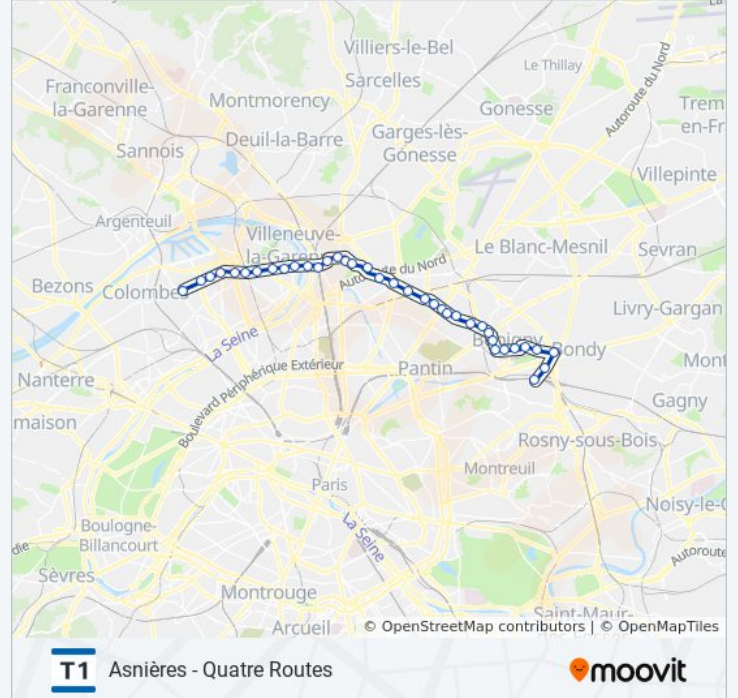 Villiers-le-Bel
Le Thillay
Franconville-
la-Garenne
Sarcelles
Montmorency
Gonesse
Autoroute du Nord
Trem
en-Fr
Deuil-la-Barre
Garges-lès-
Gonesse
Sannois
Villepinte
Argenteuil
Villeneuve-
la-Garenne
Le Blanc-Mesnil
Sevran
Autoroute du Nord
Bezons
Colombes
Livry-Gargan
La Seine
Bobigny
Bondy
Boulevard Périphérique Extérieur
Pantin
Mont
Nanterre
Gagny
maison
Rosny-sous-Bois
Montreuil
Paris
Noisy-le-G
La Seine
Boulogne-
Billancourt
die
Autoroute
Sèvres
Montrouge
Saint-Maur-
Arcueil
© OpenStreetMap contributors | © OpenMapTiles
T1 Asnières - Quatre Routes
moovit